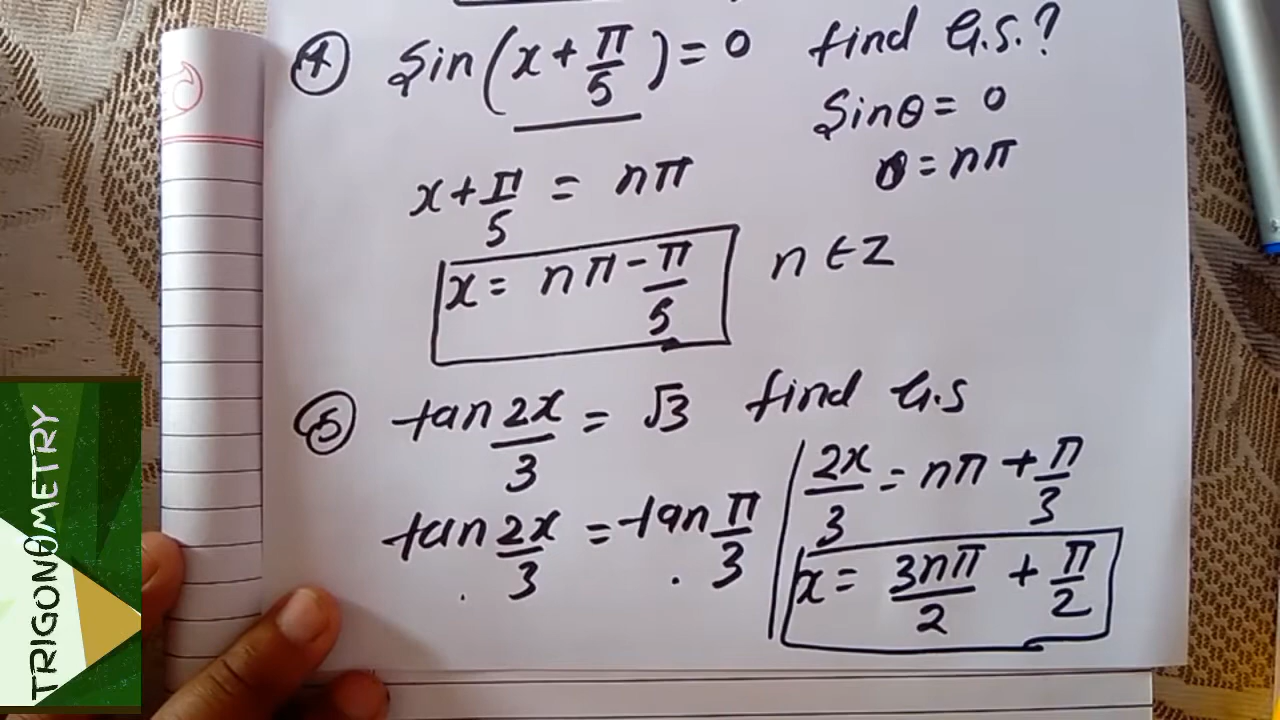 ④ Sin(x + π/5) = 0 find G.S.?
Sinθ = 0
θ = nπ
x + π/5 = nπ
x = nπ - π/5 n ∈ Z
⑤ tan 2x/3 = √3 find G.S
tan 2x/3 = tan π/3
2x/3 = nπ + π/3
x = 3nπ/2 + π/2
TRIGONθMETRY